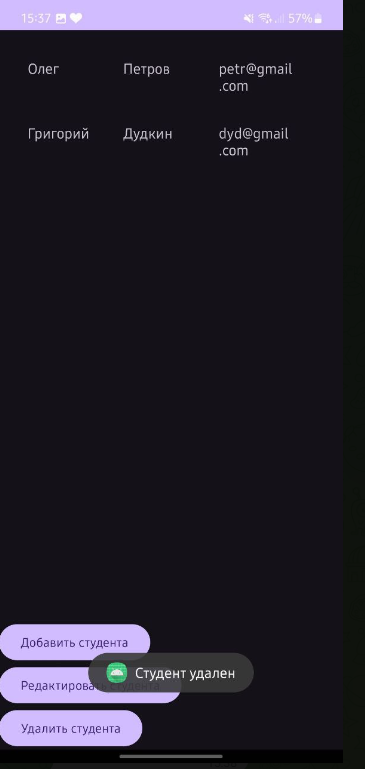 15:37 57%
Олег Петров petr@gmail
.com
Григорий Дудкин dyd@gmail
.com
Добавить студента
Студент удален
Редактировать
Удалить студента